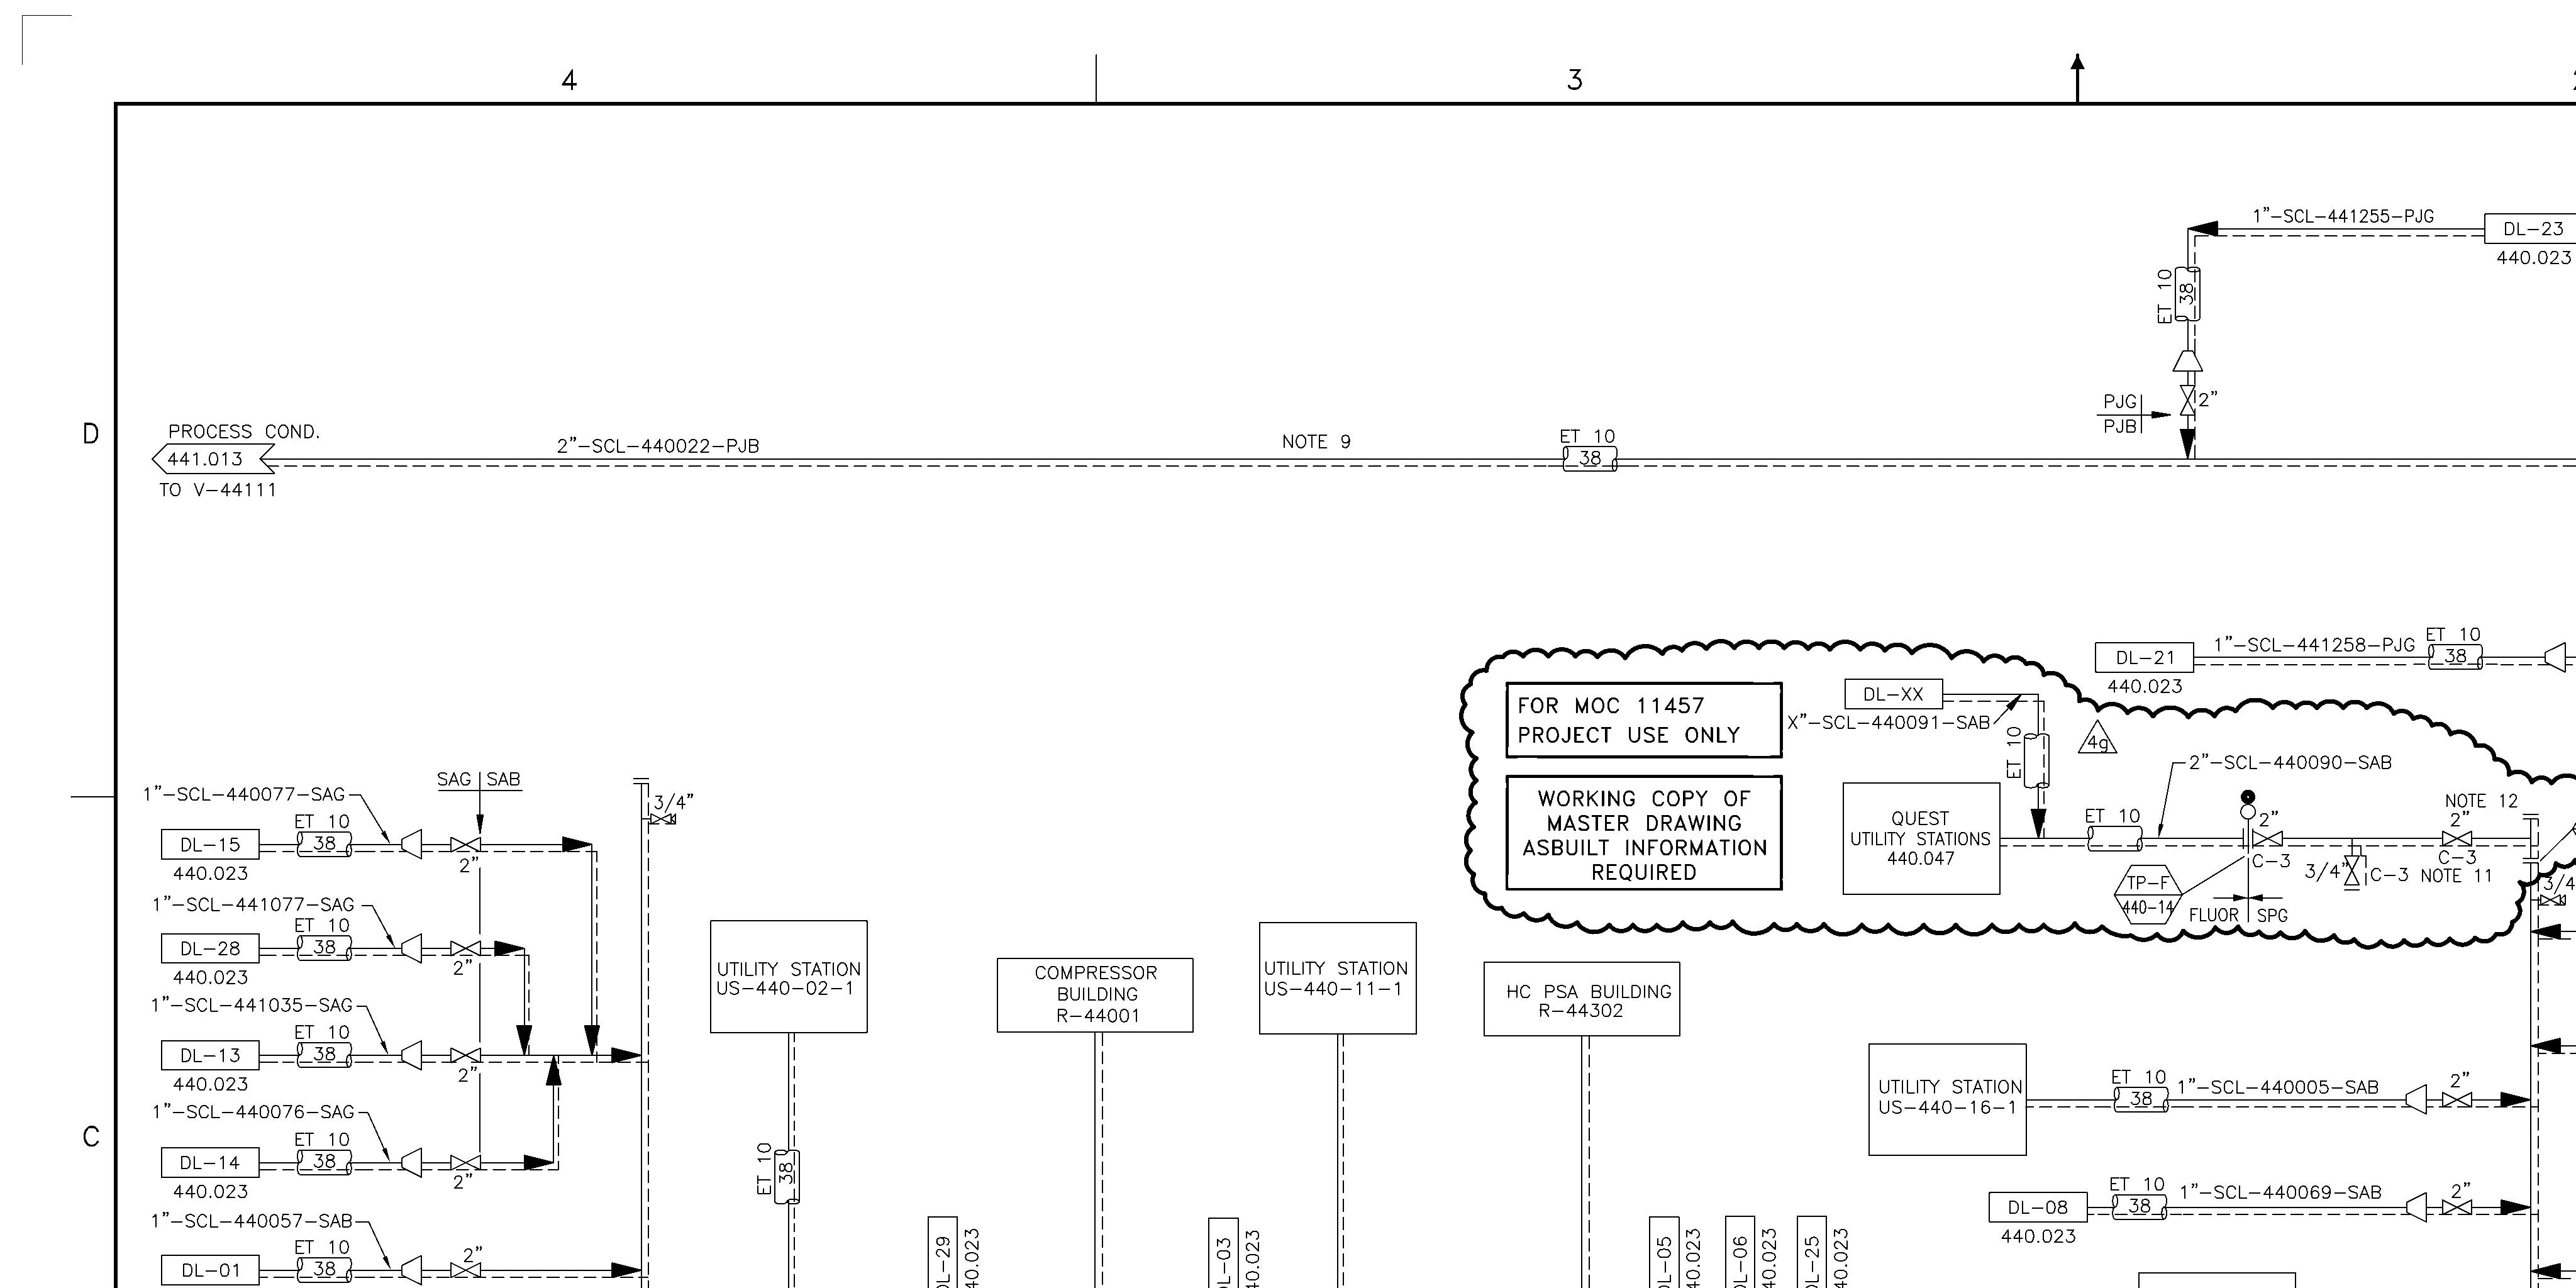 4
3
1"-SCL-441255-PJG
DL-23
440.023
ET 10
38
PJG
PJB
2"
D
PROCESS COND.
441.013
TO V-44111
2"-SCL-440022-PJB
NOTE 9
ET 10
38
DL-21
440.023
1"-SCL-441258-PJG
ET 10
38
FOR MOC 11457
PROJECT USE ONLY
DL-XX
X"-SCL-440091-SAB
ET 10
4g
WORKING COPY OF
MASTER DRAWING
ASBUILT INFORMATION
REQUIRED
QUEST
UTILITY STATIONS
440.047
ET 10
2"-SCL-440090-SAB
2"
C-3
TP-F
440-14
FLUOR
SPG
3/4"
C-3
NOTE 12
2"
C-3
NOTE 11
3/4
SAG
SAB
3/4"
1"-SCL-440077-SAG
ET 10
DL-15
38
2"
440.023
1"-SCL-441077-SAG
ET 10
DL-28
38
2"
440.023
1"-SCL-441035-SAG
ET 10
DL-13
38
2"
440.023
1"-SCL-440076-SAG
ET 10
DL-14
38
2"
440.023
1"-SCL-440057-SAB
ET 10
DL-01
38
2"
C
UTILITY STATION
US-440-02-1
ET 10
38
COMPRESSOR
BUILDING
R-44001
UTILITY STATION
US-440-11-1
HC PSA BUILDING
R-44302
UTILITY STATION
US-440-16-1
ET 10
38
1"-SCL-440005-SAB
2"
DL-08
440.023
ET 10
38
1"-SCL-440069-SAB
2"
DL-29
40.023
DL-03
40.023
DL-05
40.023
DL-06
40.023
DL-25
40.023